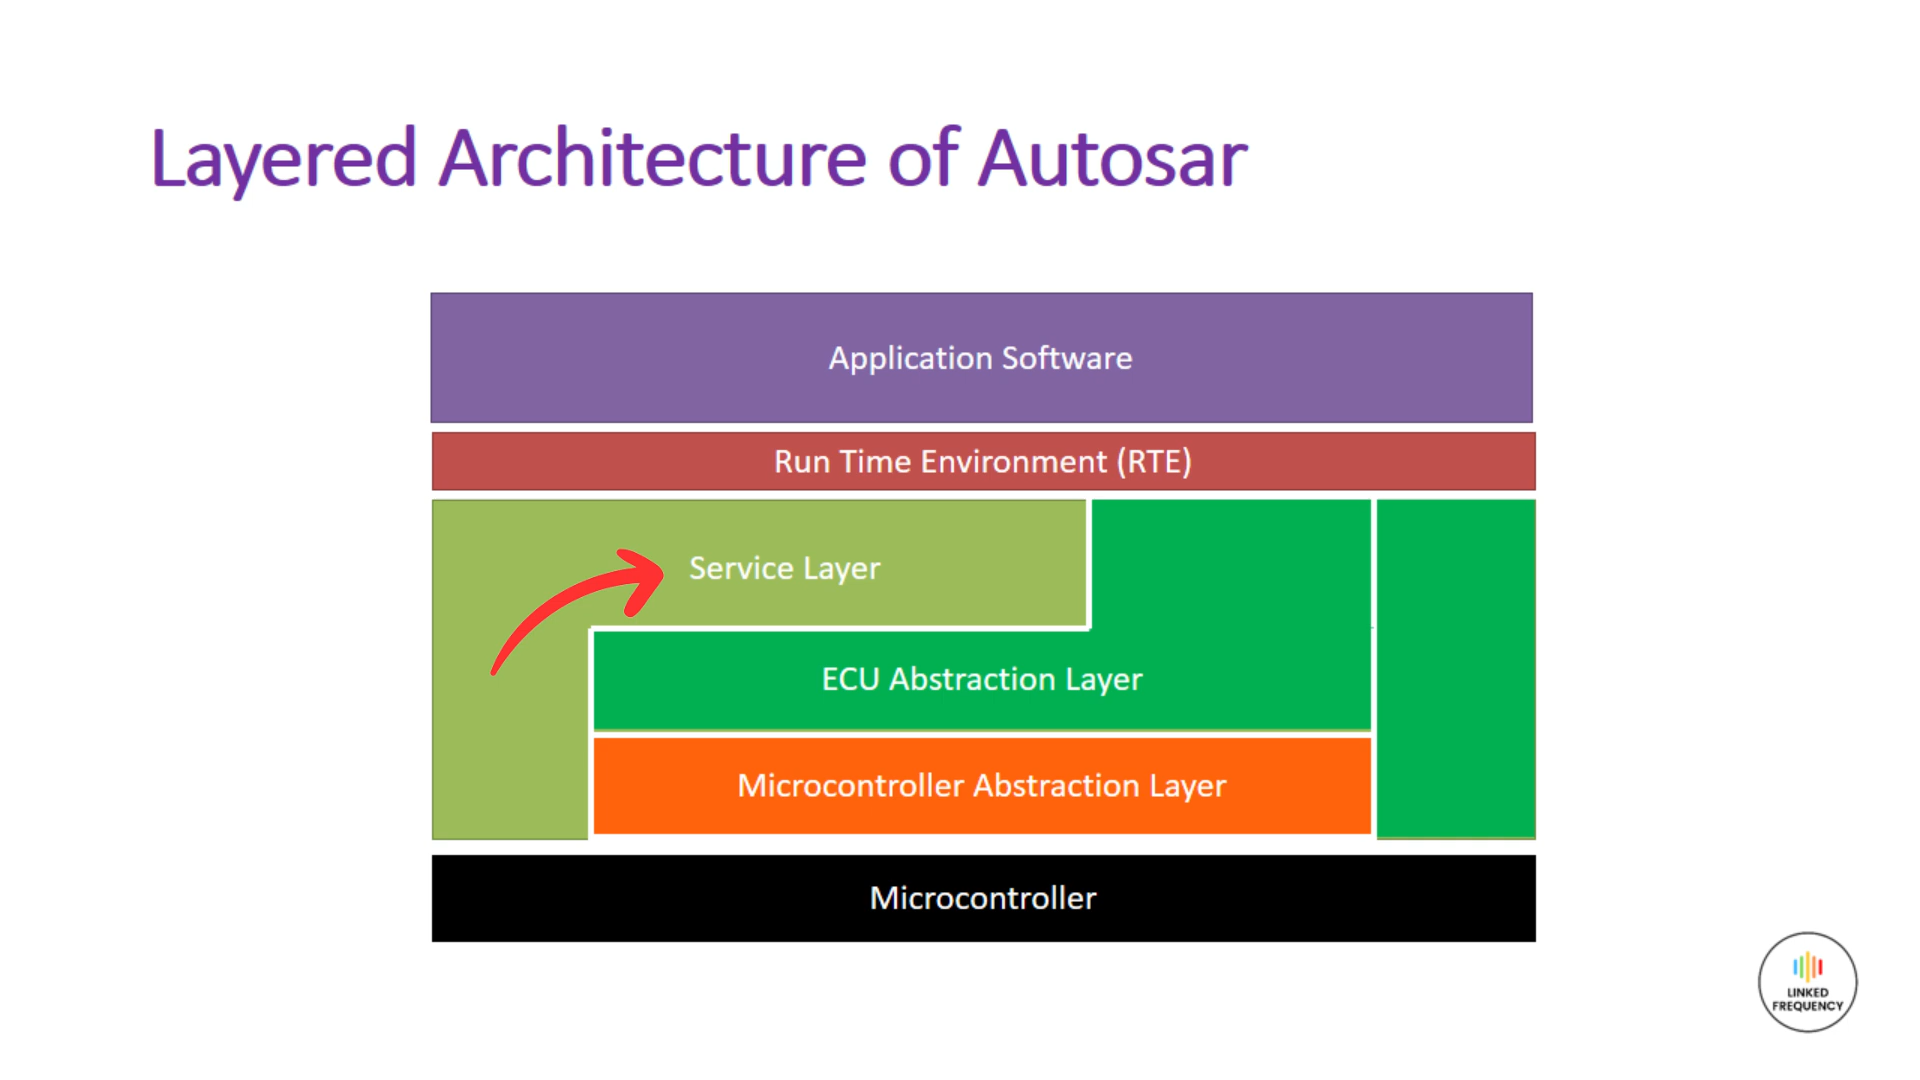 Layered Architecture of Autosar
Application Software
Run Time Environment (RTE)
Service Layer
ECU Abstraction Layer
Microcontroller Abstraction Layer
Microcontroller
LINKED
FREQUENCY